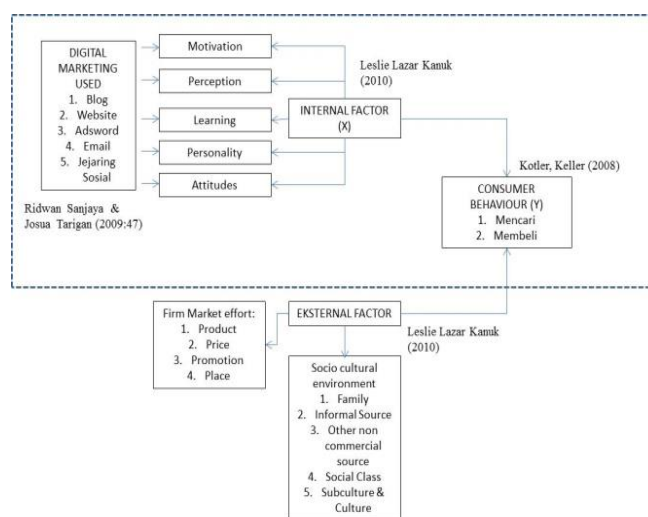 DIGITAL
MARKETING
USED
1. Blog
2. Website
3. Adsword
4. Email
5. Jejaring
Sosial
Motivation
Perception
Learning
Personality
Attitudes
Leslie Lazar Kanuk
(2010)
INTERNAL FACTOR
(X)
Kotler, Keller (2008)
CONSUMER
BEHAVIOUR (Y)
1. Mencari
2. Membeli
Ridwan Sanjaya &
Josua Tarigan (2009:47)
Firm Market effort:
1. Product
2. Price
3. Promotion
4. Place
EKSTERNAL FACTOR
Leslie Lazar Kanuk
(2010)
Socio cultural
environment
1. Family
2. Informal Source
3. Other non
commercial
source
4. Social Class
5. Subculture &
Culture